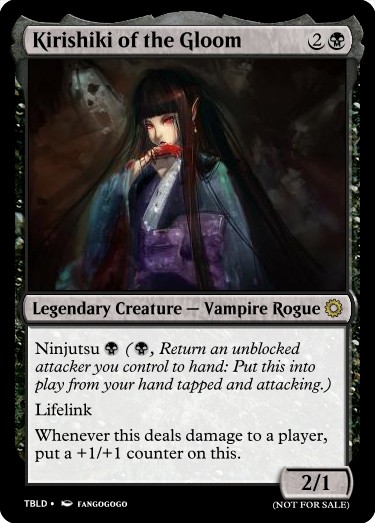 Kirishiki of the Gloom 2
Legendary Creature — Vampire Rogue
Ninjutsu (, Return an unblocked
attacker you control to hand: Put this into
play from your hand tapped and attacking.)
Lifelink
Whenever this deals damage to a player,
put a +1/+1 counter on this.
2/1
TBLD • FANGOGOGO
(NOT FOR SALE)